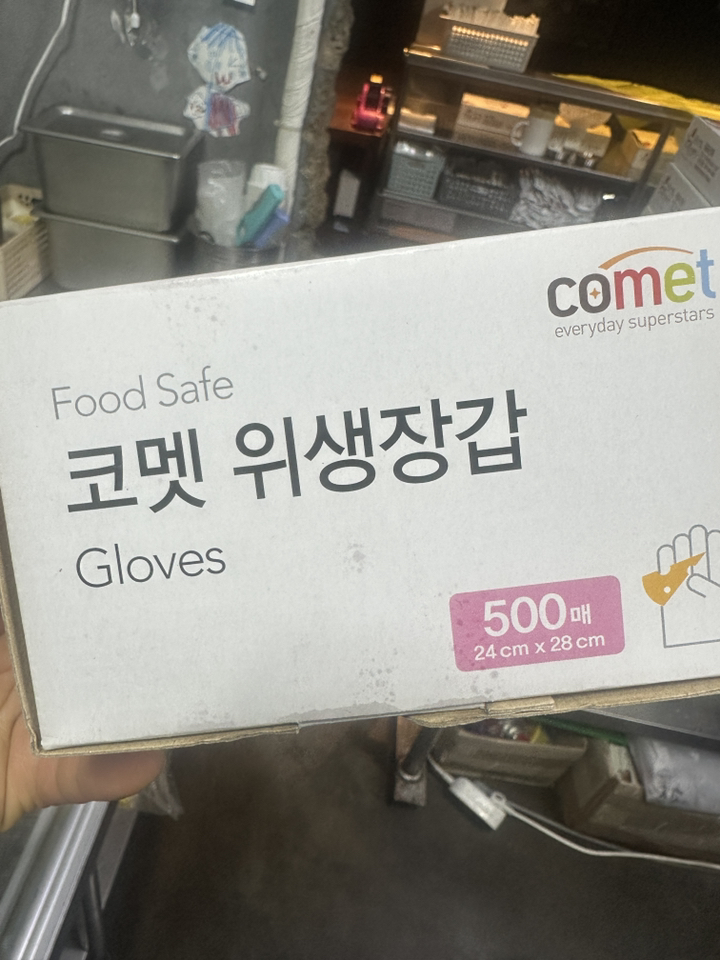 comet
everyday superstars
Food Safe
코멧 위생장갑
Gloves
500매
24 cm x 28 cm